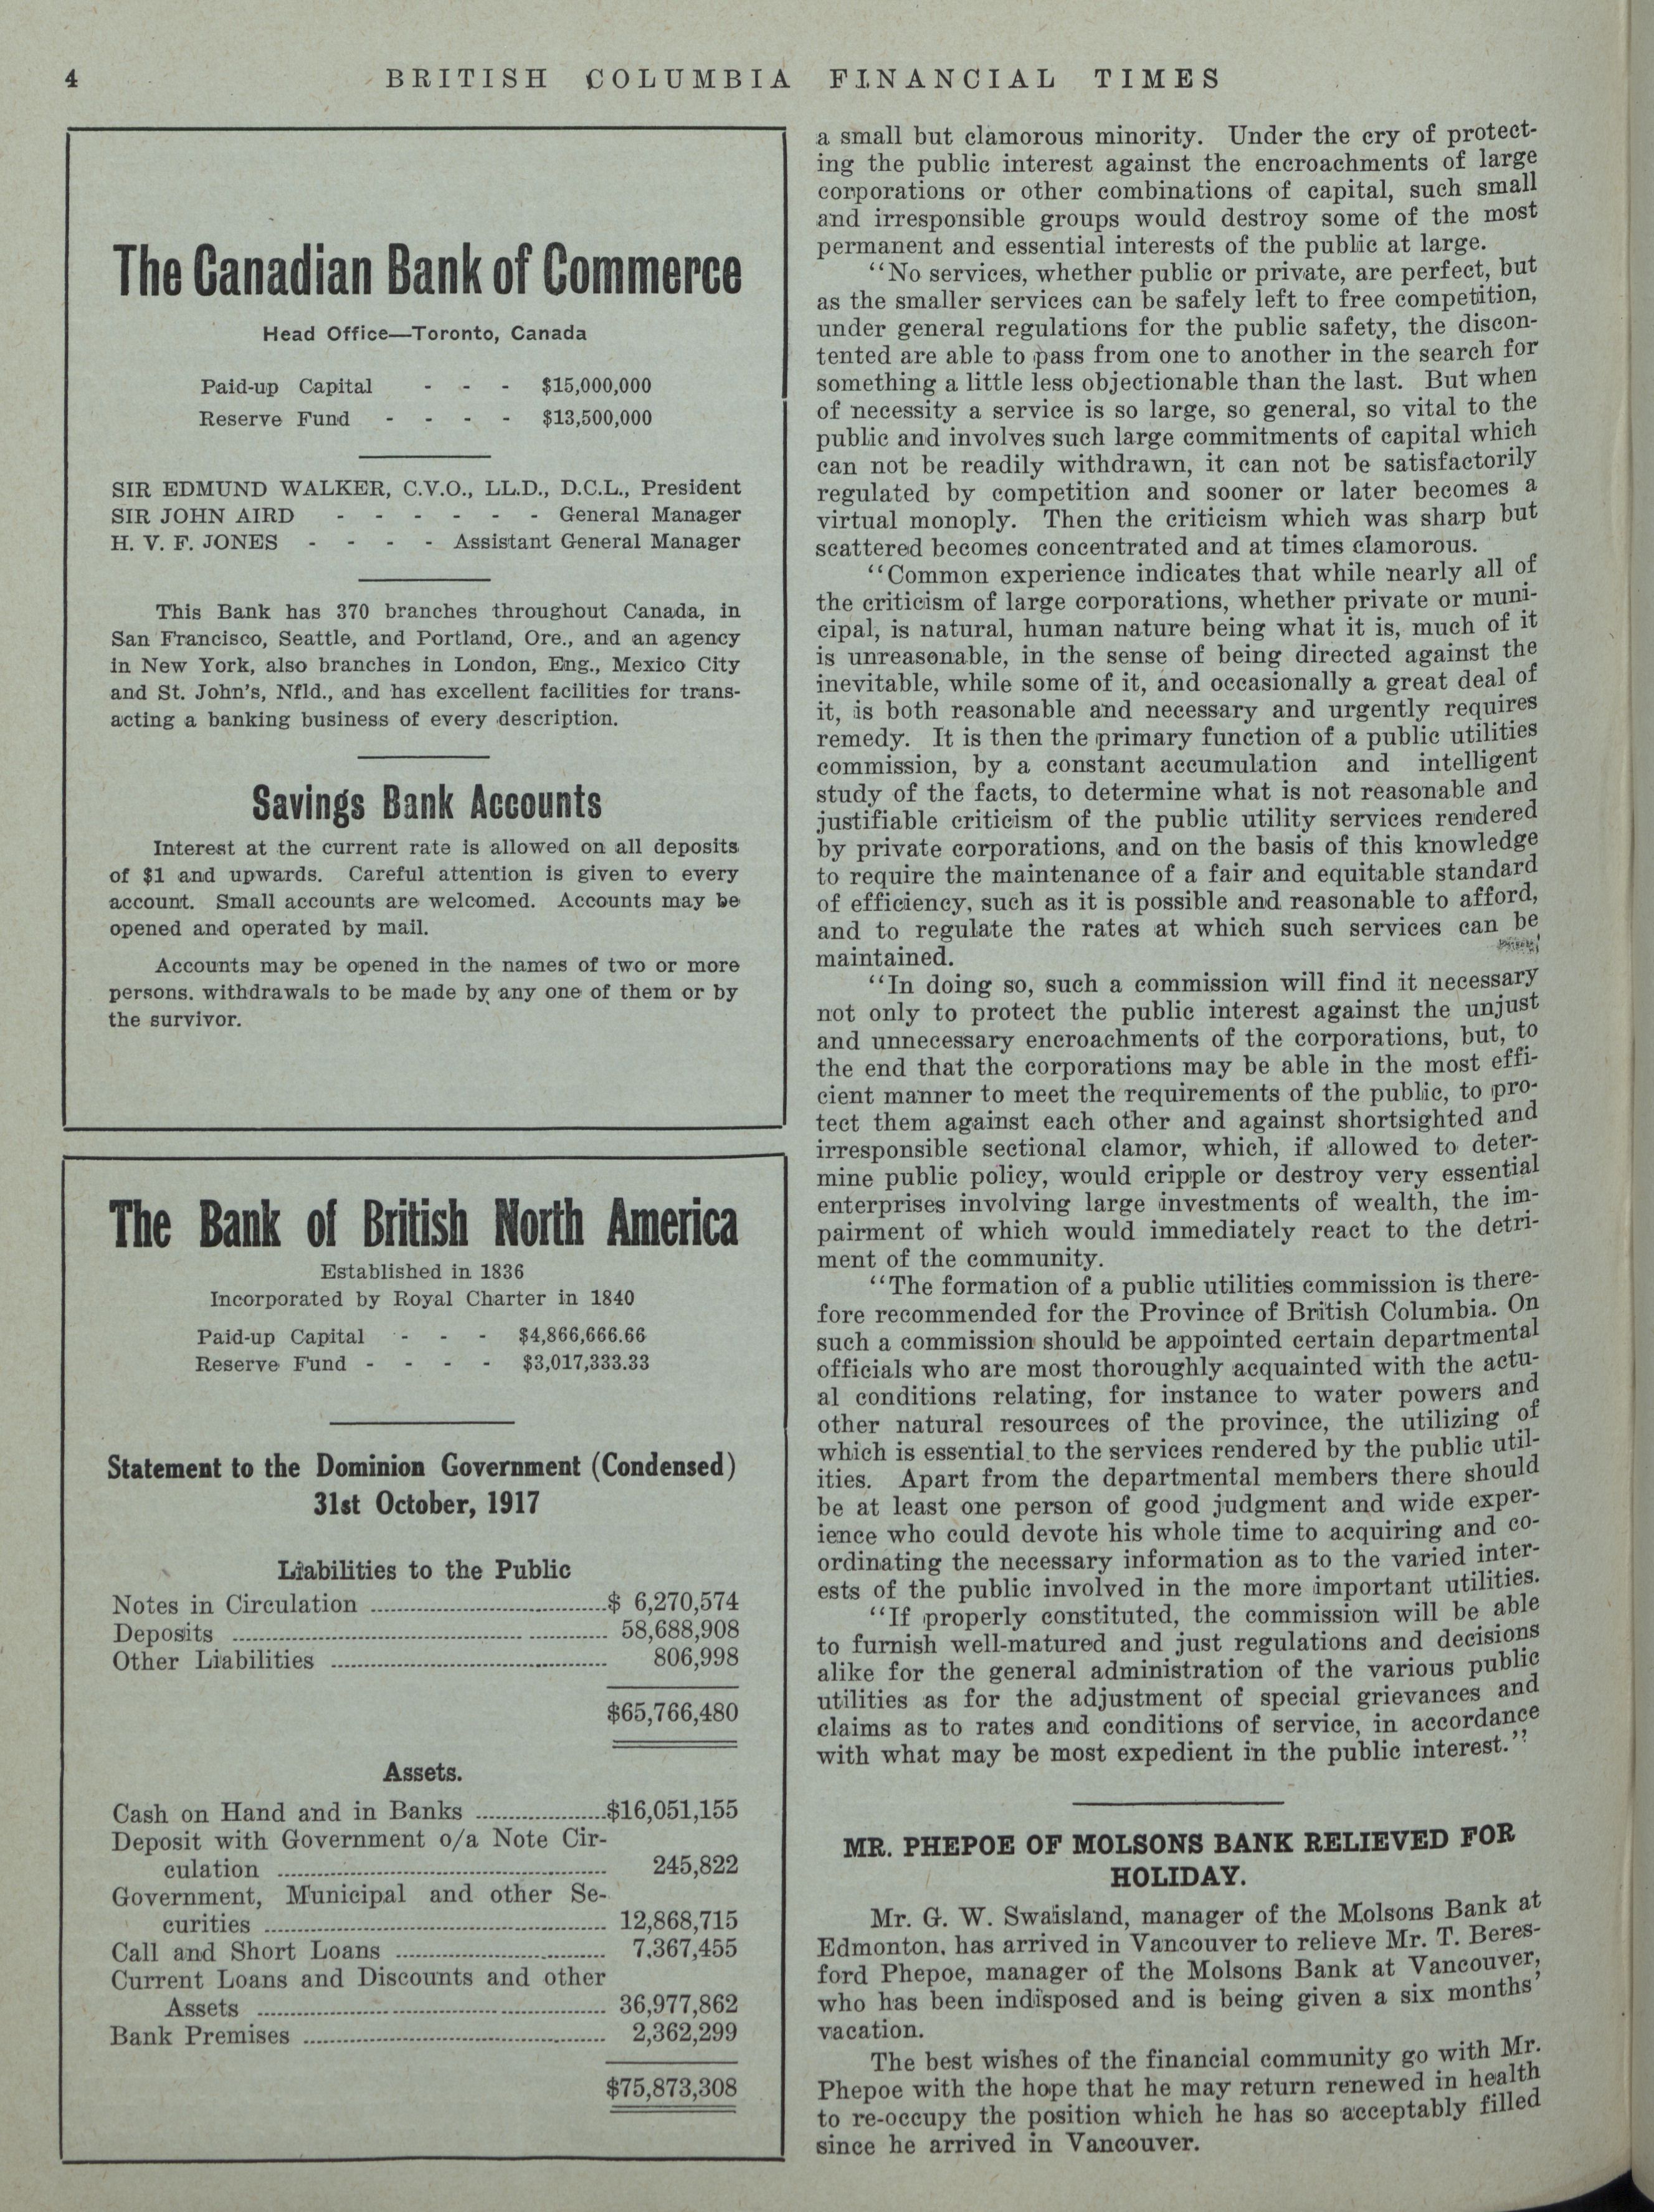 4 BRITISH COLUMBIA FINANCIAL TIMES
The Canadian Bank of Commerce
Head Office—Toronto, Canada
Paid-up Capital - - - $15,000,000
Reserve Fund - - - - $13,500,000
SIR EDMUND WALKER, C.V.O., LL.D., D.C.L., President
SIR JOHN AIRD - - - - - - General Manager
H. V. F. JONES - - - - Assistant General Manager
This Bank has 370 branches throughout Canada, in
San Francisco, Seattle, and Portland, Ore., and an agency
in New York, also branches in London, Eng., Mexico City
and St. John's, Nfld., and has excellent facilities for trans-
acting a banking business of every description.
Savings Bank Accounts
Interest at the current rate is allowed on all deposits
of $1 and upwards. Careful attention is given to every
account. Small accounts are welcomed. Accounts may be
opened and operated by mail.
Accounts may be opened in the names of two or more
persons. withdrawals to be made by any one of them or by
the survivor.
The Bank of British North America
Established in 1836
Incorporated by Royal Charter in 1840
Paid-up Capital - - - $4,866,666.66
Reserve Fund - - - - $3,017,333.33
Statement to the Dominion Government (Condensed)
31st October, 1917
Liabilities to the Public
Notes in Circulation ........ $ 6,270,574
Deposits ........ 58,688,908
Other Liabilities ........ 806,998
$65,766,480
Assets.
Cash on Hand and in Banks ........ $16,051,155
Deposit with Government o/a Note Cir-
culation ........ 245,822
Government, Municipal and other Se-
curities ........ 12,868,715
Call and Short Loans ........ 7.367,455
Current Loans and Discounts and other
Assets ........ 36,977,862
Bank Premises ........ 2,362,299
$75,873,308
a small but clamorous minority. Under the cry of protect-
ing the public interest against the encroachments of large
corporations or other combinations of capital, such small
and irresponsible groups would destroy some of the most
permanent and essential interests of the public at large.
"No services, whether public or private, are perfect, but
as the smaller services can be safely left to free competition,
under general regulations for the public safety, the discon-
tented are able to pass from one to another in the search for
something a little less objectionable than the last. But when
of necessity a service is so large, so general, so vital to the
public and involves such large commitments of capital which
can not be readily withdrawn, it can not be satisfactorily
regulated by competition and sooner or later becomes a
virtual monoply. Then the criticism which was sharp but
scattered becomes concentrated and at times clamorous.
"Common experience indicates that while nearly all of
the criticism of large corporations, whether private or muni-
cipal, is natural, human nature being what it is, much of it
is unreasonable, in the sense of being directed against the
inevitable, while some of it, and occasionally a great deal of
it, is both reasonable and necessary and urgently requires
remedy. It is then the primary function of a public utilities
commission, by a constant accumulation and intelligent
study of the facts, to determine what is not reasonable and
justifiable criticism of the public utility services rendered
by private corporations, and on the basis of this knowledge
to require the maintenance of a fair and equitable standard
of efficiency, such as it is possible and reasonable to afford,
and to regulate the rates at which such services can be
maintained.
"In doing so, such a commission will find it necessary
not only to protect the public interest against the unjust
and unnecessary encroachments of the corporations, but, to
the end that the corporations may be able in the most effi-
cient manner to meet the requirements of the public, to pro-
tect them against each other and against shortsighted and
irresponsible sectional clamor, which, if allowed to deter-
mine public policy, would cripple or destroy very essential
enterprises involving large investments of wealth, the im-
pairment of which would immediately react to the detri-
ment of the community.
"The formation of a public utilities commission is there-
fore recommended for the Province of British Columbia. On
such a commission should be appointed certain departmental
officials who are most thoroughly acquainted with the actu-
al conditions relating, for instance to water powers and
other natural resources of the province, the utilizing of
which is essential to the services rendered by the public util-
ities. Apart from the departmental members there should
be at least one person of good judgment and wide exper-
ience who could devote his whole time to acquiring and co-
ordinating the necessary information as to the varied inter-
ests of the public involved in the more important utilities.
"If properly constituted, the commission will be able
to furnish well-matured and just regulations and decisions
alike for the general administration of the various public
utilities as for the adjustment of special grievances and
claims as to rates and conditions of service, in accordance
with what may be most expedient in the public interest."
MR. PHEPOE OF MOLSONS BANK RELIEVED FOR
HOLIDAY.
Mr. G. W. Swaisland, manager of the Molsons Bank at
Edmonton. has arrived in Vancouver to relieve Mr. T. Beres-
ford Phepoe, manager of the Molsons Bank at Vancouver,
who has been indisposed and is being given a six months'
vacation.
The best wishes of the financial community go with Mr.
Phepoe with the hope that he may return renewed in health
to re-occupy the position which he has so acceptably filled
since he arrived in Vancouver.